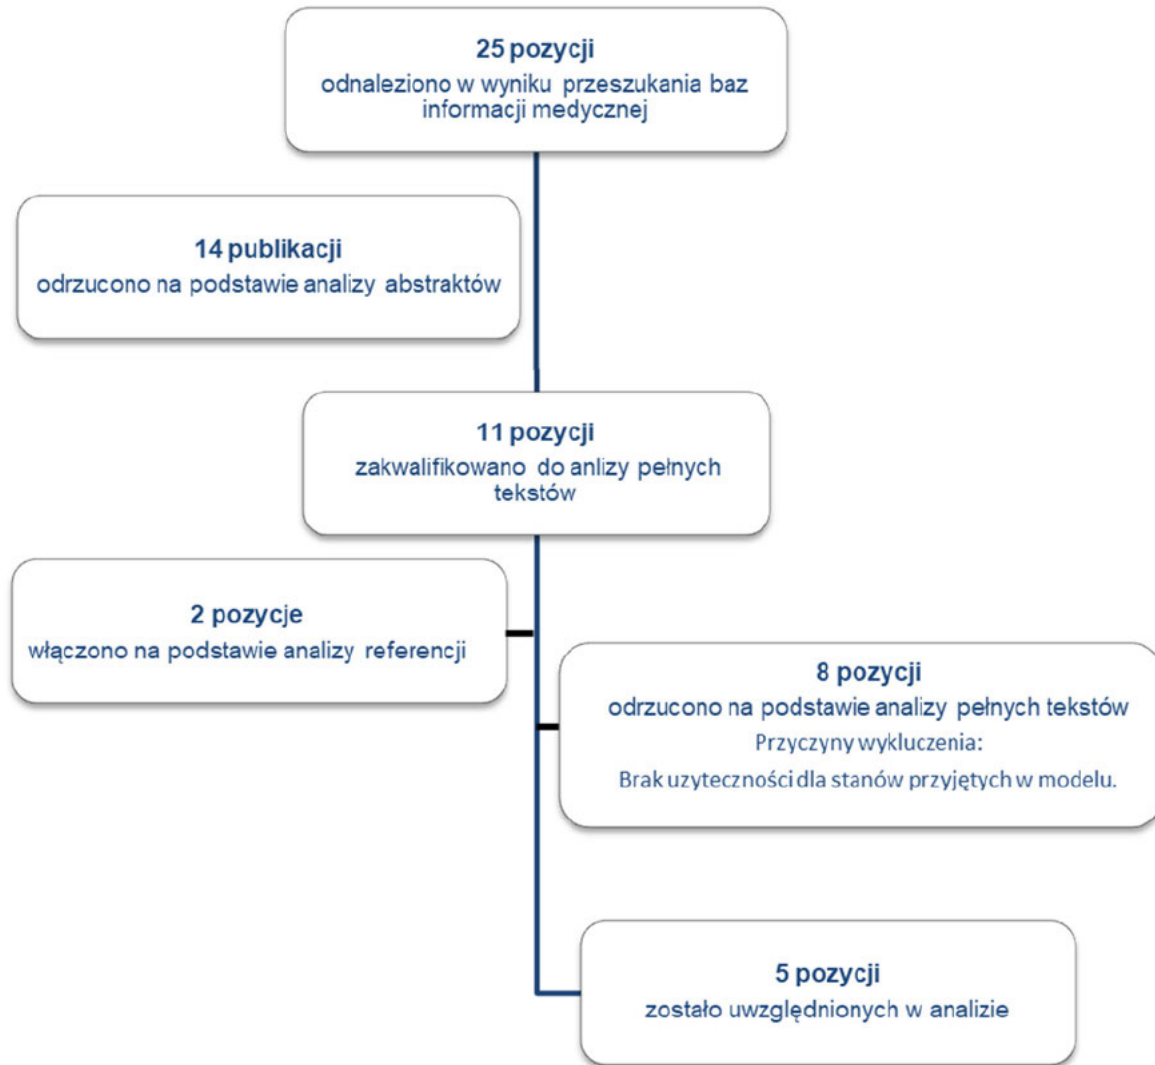 25 pozycji
odnaleziono w wyniku przeszukania baz
informacji medycznej
14 publikacji
odrzucono na podstawie analizy abstraktów
11 pozycji
zakwalifikowano do anlizy pełnych
tekstów
2 pozycje
włączono na podstawie analizy referencji
8 pozycji
odrzucono na podstawie analizy pełnych tekstów
Przyczyny wykluczenia:
Brak uzyteczności dla stanów przyjętych w modelu.
5 pozycji
zostało uwzględnionych w analizie